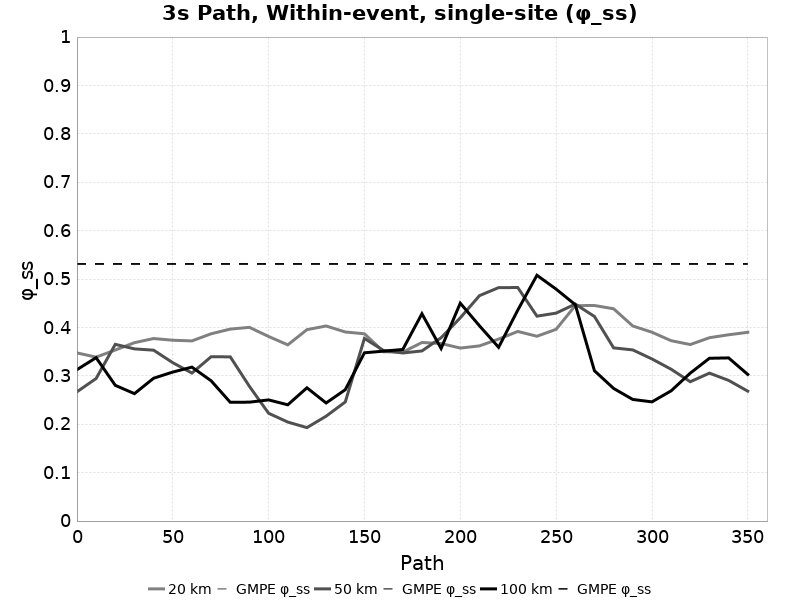 3s Path, Within-event, single-site (φ_ss)
1
0.9
0.8
0.7
0.6
0.5
0.4
0.3
0.2
0.1
0
φ_ss
0 50 100 150 200 250 300 350
Path
20 km GMPE φ_ss 50 km GMPE φ_ss 100 km GMPE φ_ss